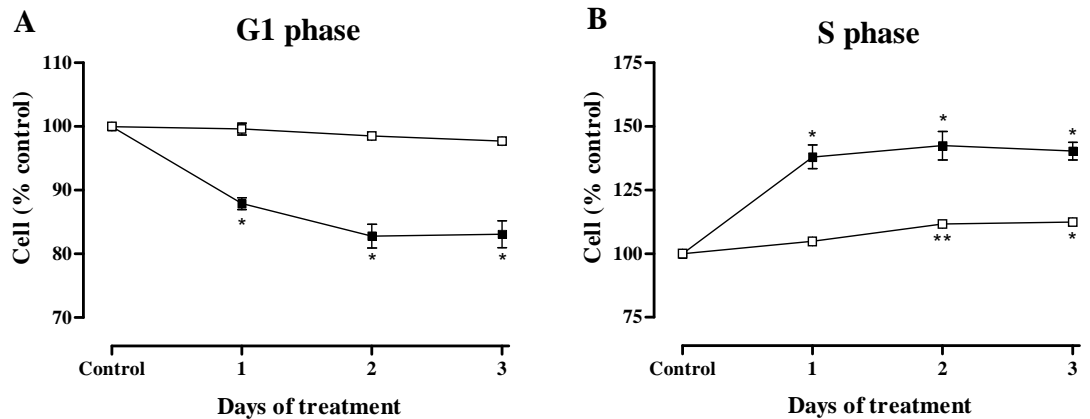 A
G1 phase
110
100
90
80
70
Cell (% control)
*
*
*
Control
1
2
3
Days of treatment
B
S phase
175
150
125
100
75
Cell (% control)
*
*
*
**
*
Control
1
2
3
Days of treatment